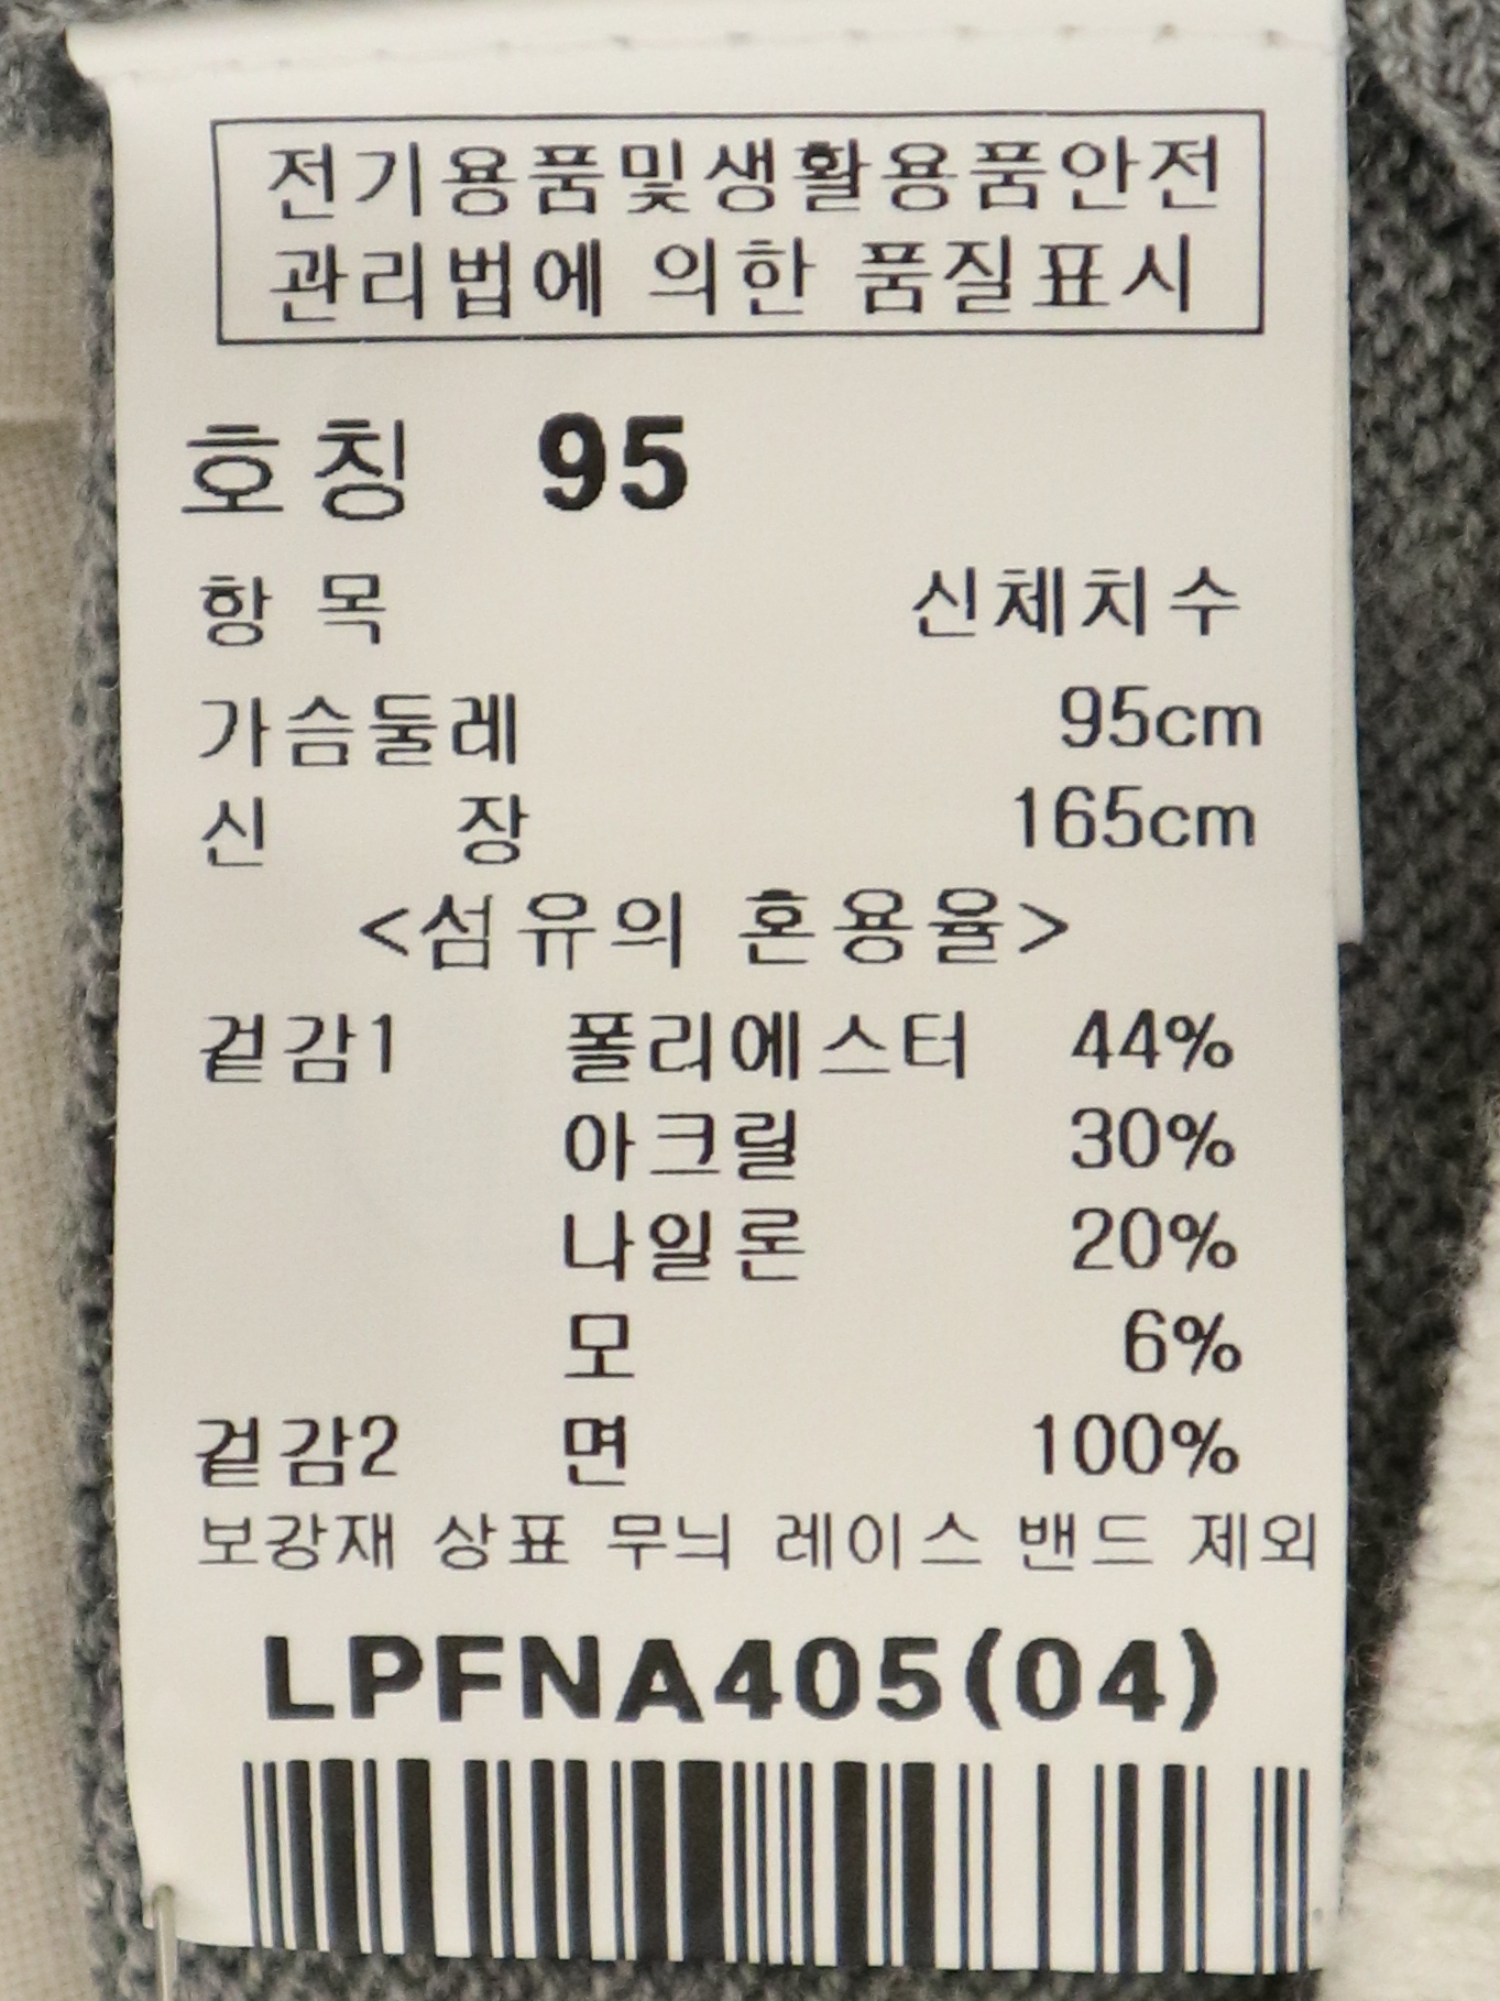 전기용품및생활용품안전
관리법에 의한 품질표시
호칭 95
항 목 신체치수
가슴둘레 95cm
신 장 165cm
<섬유의 혼용율>
겉감1 폴리에스터 44%
아크릴 30%
나일론 20%
모 6%
겉감2 면 100%
보강재 상표 무늬 레이스 밴드 제외
LPFNA405(04)